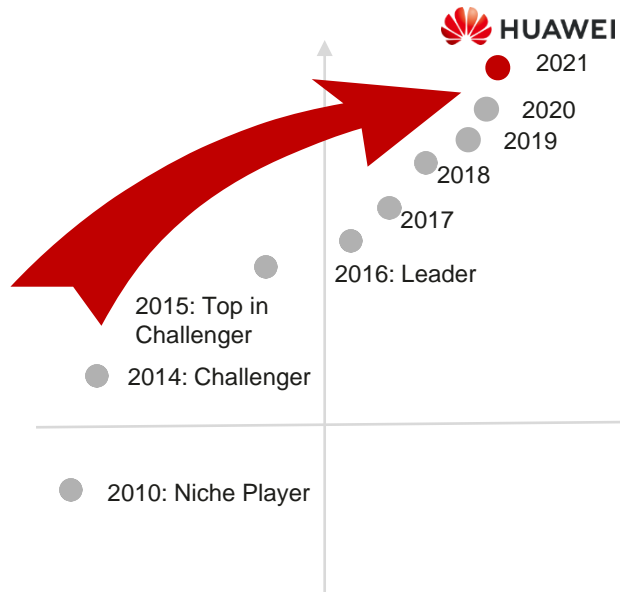 HUAWEI
2021
2020
2019
2018
2017
2016: Leader
2015: Top in
Challenger
2014: Challenger
2010: Niche Player